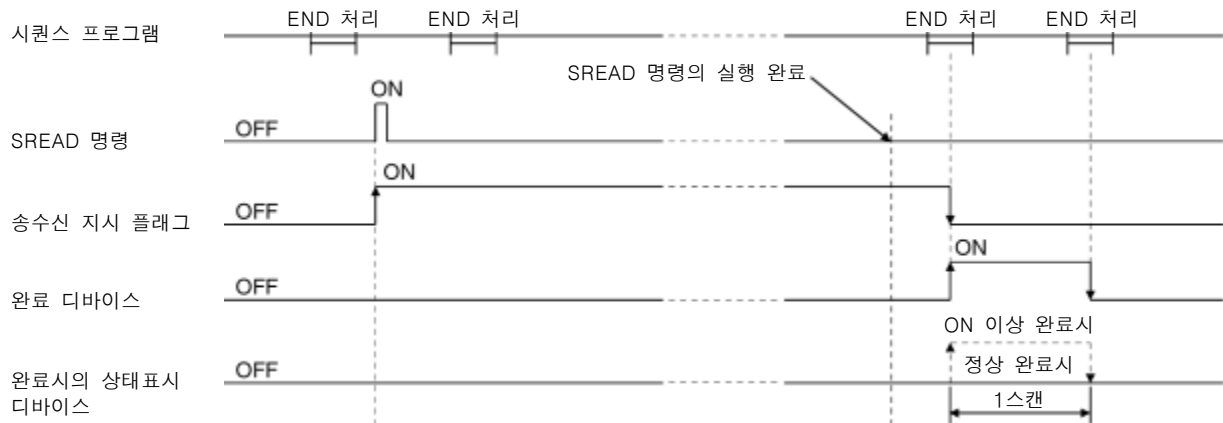 END 처리
END 처리
END 처리
END 처리
시퀀스 프로그램
SREAD 명령의 실행 완료
ON
OFF
SREAD 명령
ON
OFF
송수신 지시 플래그
ON
OFF
완료 디바이스
ON 이상 완료시
OFF
정상 완료시
완료시의 상태표시
디바이스
1스캔